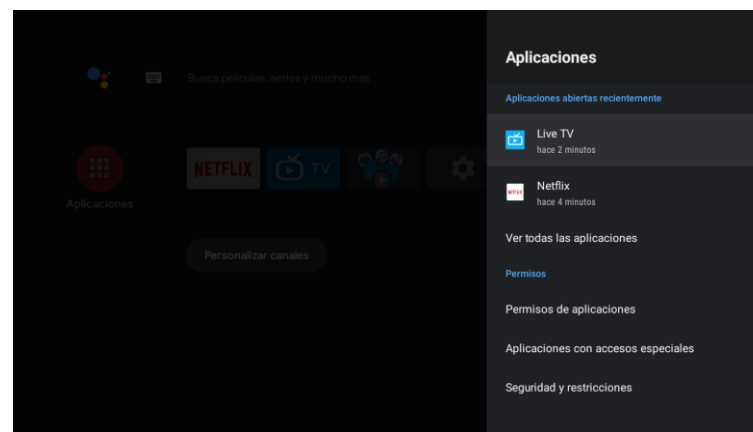 Busca películas, series y mucho más
NETFLIX
TV
Aplicaciones
Personalizar canales
Aplicaciones
Aplicaciones abiertas recientemente
Live TV
hace 2 minutos
NETFLIX
Netflix
hace 4 minutos
Ver todas las aplicaciones
Permisos
Permisos de aplicaciones
Aplicaciones con accesos especiales
Seguridad y restricciones